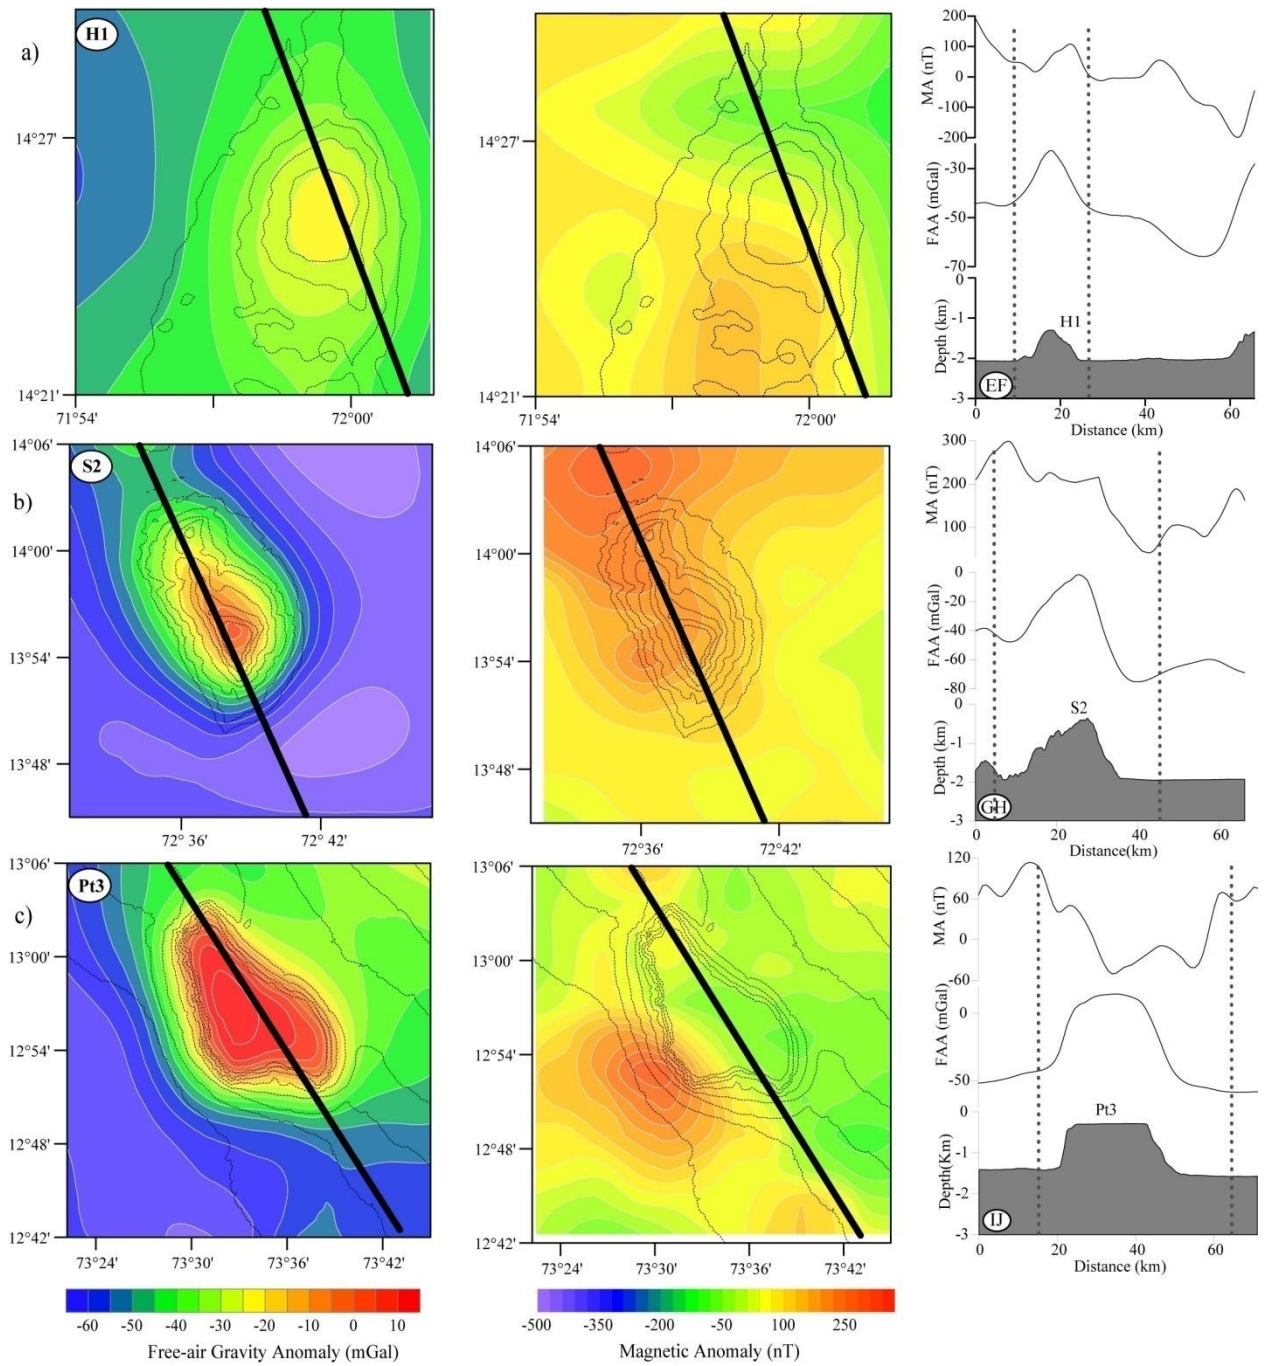 a)
H1
14°27'
14°21'
71°54'
72°00'
14°27'
14°21'
71°54'
72°00'
MA (nT)
200
100
0
-100
-200
FAA (mGal)
-30
-50
-70
Depth (km)
0
-1
-2
-3
H1
EF
0 20 40 60
Distance (km)
b)
S2
14°06'
14°00'
13°54'
13°48'
72° 36'
72° 42'
14°06'
14°00'
13°54'
13°48'
72°36'
72°42'
MA (nT)
300
200
100
FAA (mGal)
0
-20
-40
-60
-80
Depth (km)
0
-1
-2
-3
S2
GH
0 20 40 60
Distance(km)
c)
Pt3
13°06'
13°00'
12°54'
12°48'
12°42'
73°24' 73°30' 73°36' 73°42'
13°06'
13°00'
12°54'
12°48'
12°42'
73°24' 73°30' 73°36' 73°42'
MA (nT)
120
60
0
-60
FAA (mGal)
0
-50
Depth(Km)
0
-1
-2
-3
Pt3
IJ
0 20 40 60
Distance (km)
-60 -50 -40 -30 -20 -10 0 10
Free-air Gravity Anomaly (mGal)
-500 -350 -200 -50 100 250
Magnetic Anomaly (nT)